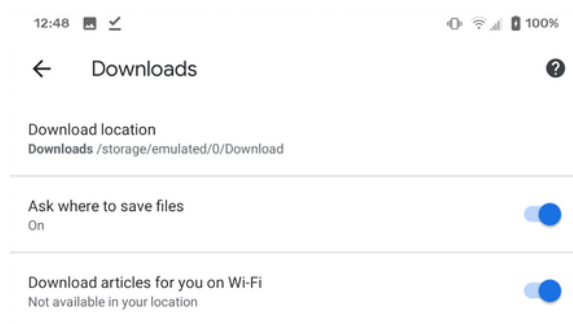 12:48 100%
Downloads
Download location
Downloads /storage/emulated/0/Download
Ask where to save files
On
Download articles for you on Wi-Fi
Not available in your location